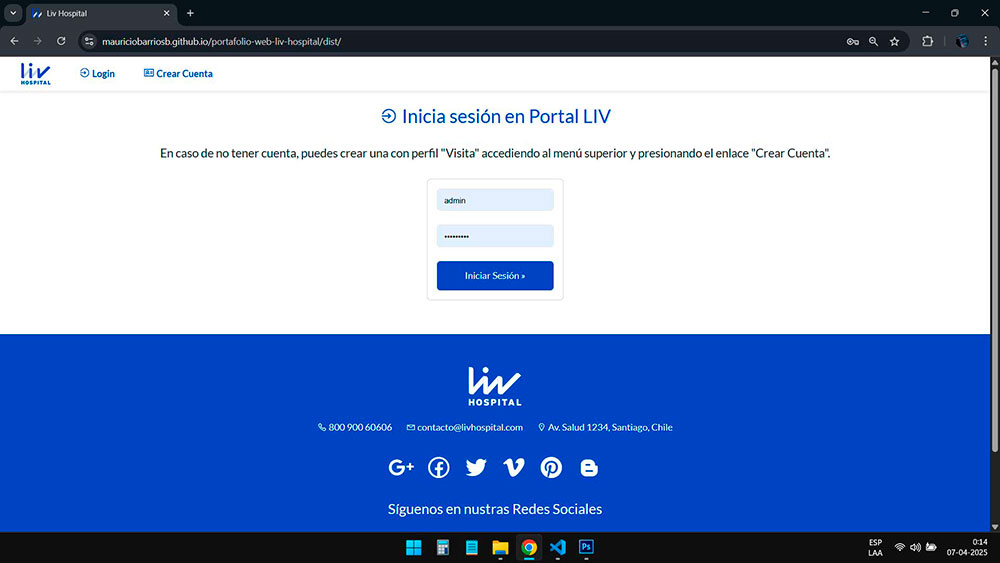 Liv Hospital
mauriciobarriosb.github.io/portafolio-web-liv-hospital/dist/
liv HOSPITAL
Login
Crear Cuenta
Inicia sesión en Portal LIV
En caso de no tener cuenta, puedes crear una con perfil "Visita" accediendo al menú superior y presionando el enlace "Crear Cuenta".
admin
•••••••••
Iniciar Sesión »
liv
HOSPITAL
800 900 60606
contacto@livhospital.com
Av. Salud 1234, Santiago, Chile
G+
Síguenos en nustras Redes Sociales
Ps
ESP
LAA
0:14
07-04-2025